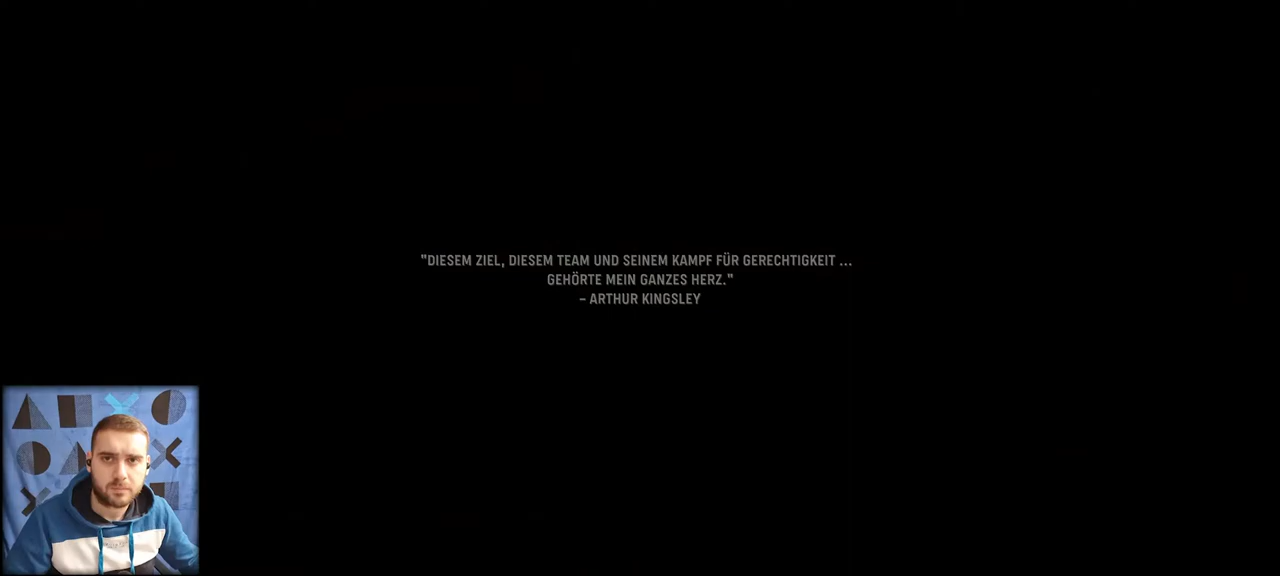 "DIESEM ZIEL, DIESEM TEAM UND SEINEM KAMPF FÜR GERECHTIGKEIT ...
GEHÖRTE MEIN GANZES HERZ."
– ARTHUR KINGSLEY